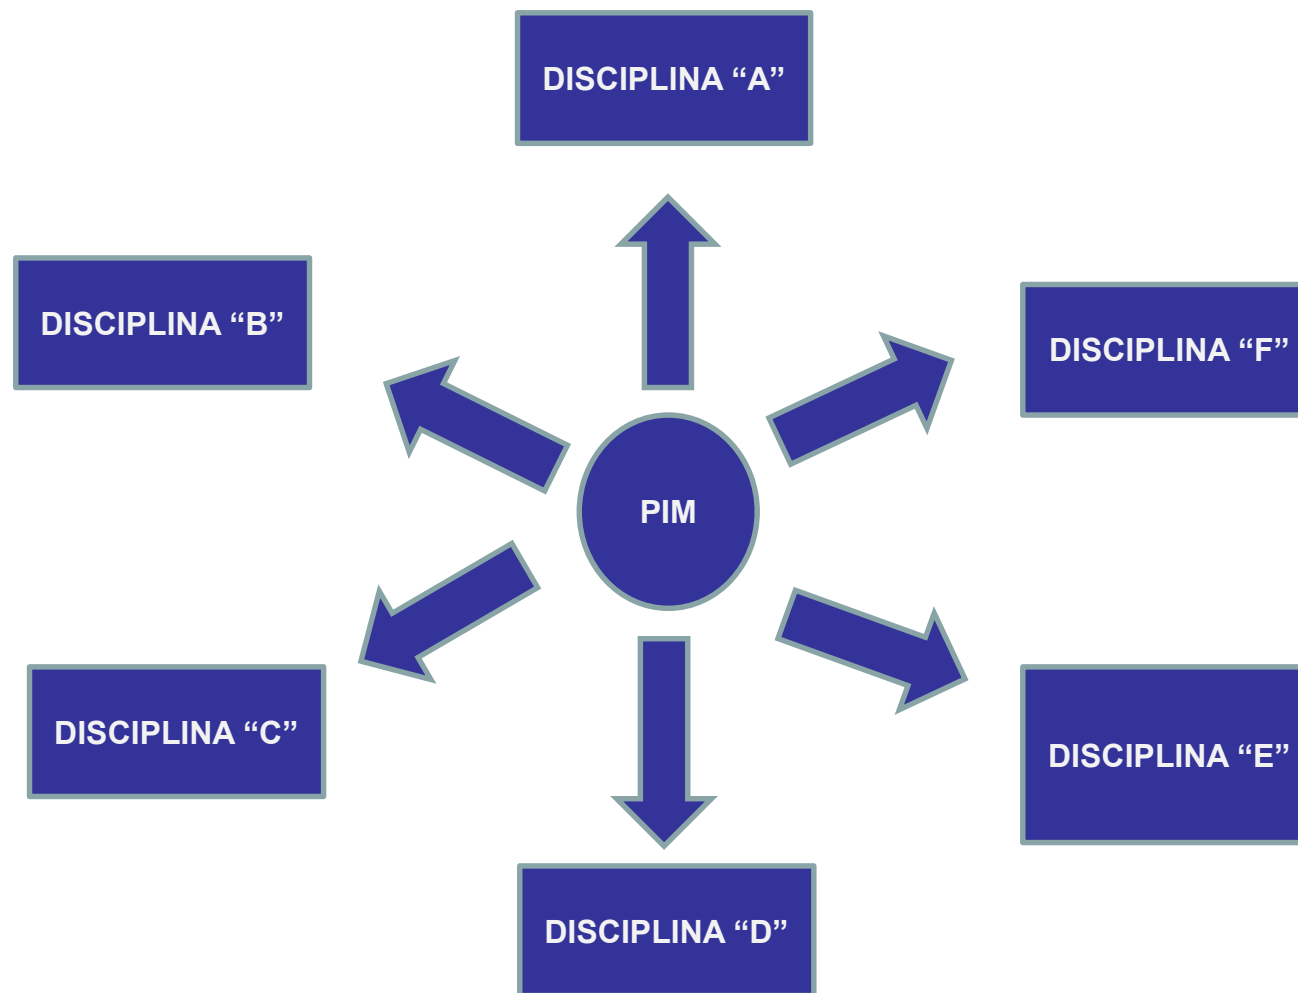 DISCIPLINA “A”
DISCIPLINA “B”
DISCIPLINA “F”
PIM
DISCIPLINA “C”
DISCIPLINA “E”
DISCIPLINA “D”